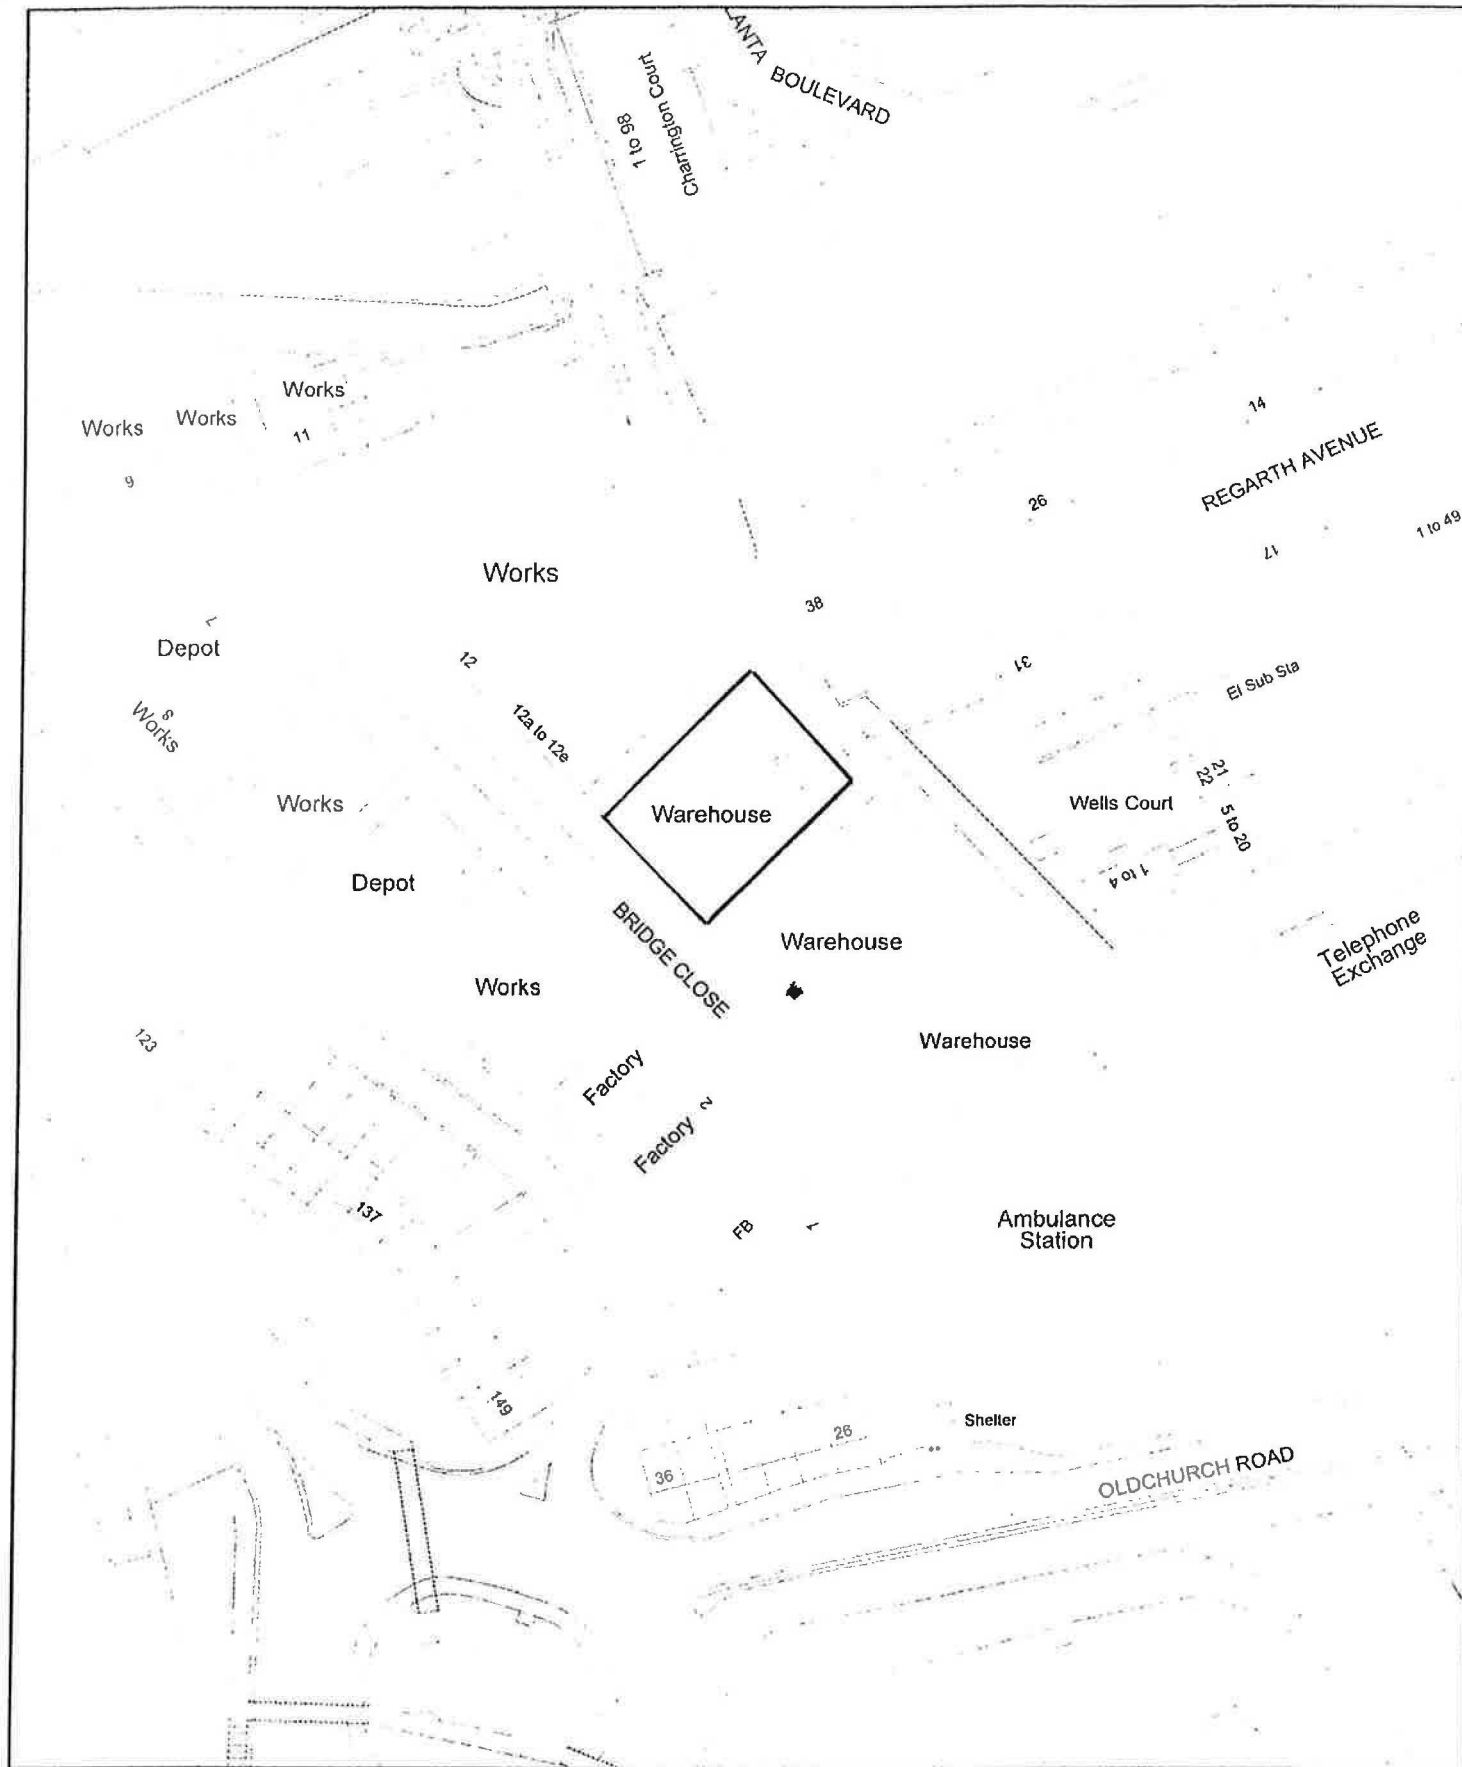 LANTA
BOULEVARD
Charrington Court
1 to 98
Works
Works
Works
11
9
14
REGARTH AVENUE
26
1 to 49
17
Works
38
7
Depot
12
31
El Sub Sta
8
Works
12a to 12e
21
22
Works
Warehouse
Wells Court
5 to 20
Depot
1 to 4
BRIDGE CLOSE
Warehouse
Telephone
Exchange
Works
123
Warehouse
Factory
2
Factory
137
FB
1
Ambulance
Station
149
Shelter
26
36
OLDCHURCH ROAD